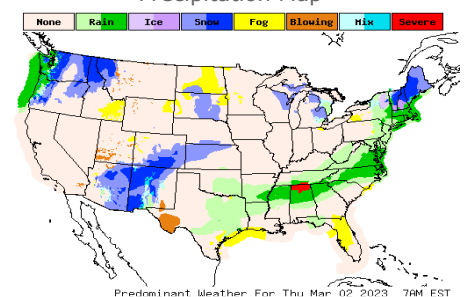 Precipitation Map
None Rain Ice Snow Fog Blowing Mix Severe
Predominant Weather For Thu Mar 02 2023 7AM EST